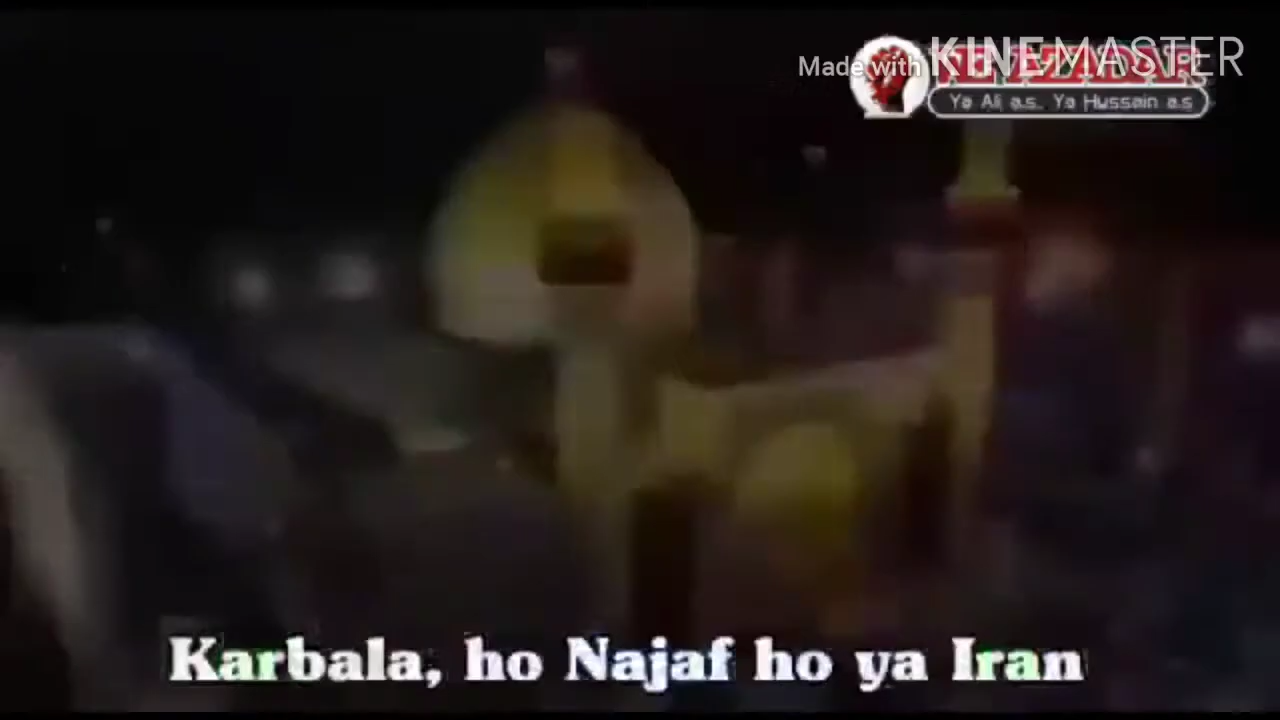 Made with KINEMASTER
Ya Ali a.s. Ya Hussain a.s
Karbala, ho Najaf ho ya Iran